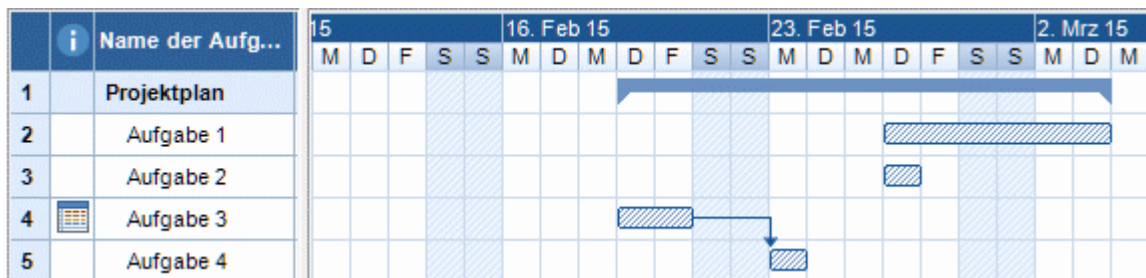 15 16. Feb 15 23. Feb 15 2. Mrz 15
i Name der Aufg...
M D F S S M D M D F S S M D M D F S S M D M
1 Projektplan
2 Aufgabe 1
3 Aufgabe 2
4 Aufgabe 3
5 Aufgabe 4